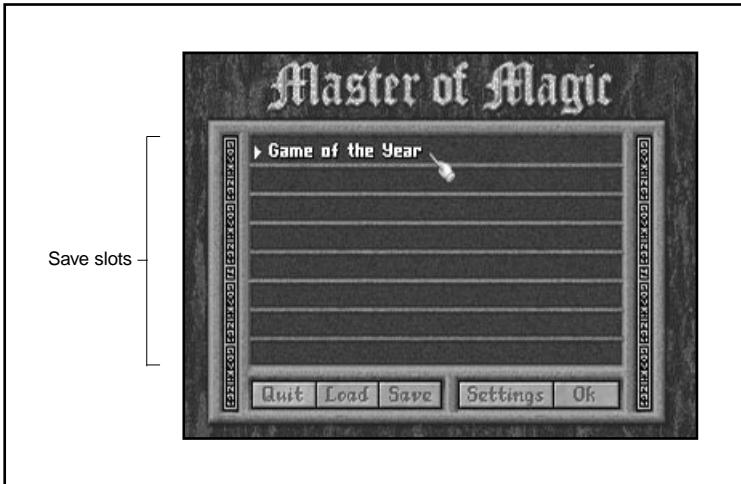 Master of Magic
Game of the Year
Save slots
Quit Load Save Settings Ok